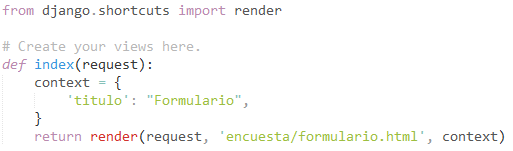 from django.shortcuts import render
# Create your views here.
def index(request):
    context = {
        'titulo': "Formulario",
    }
    return render(request, 'encuesta/formulario.html', context)